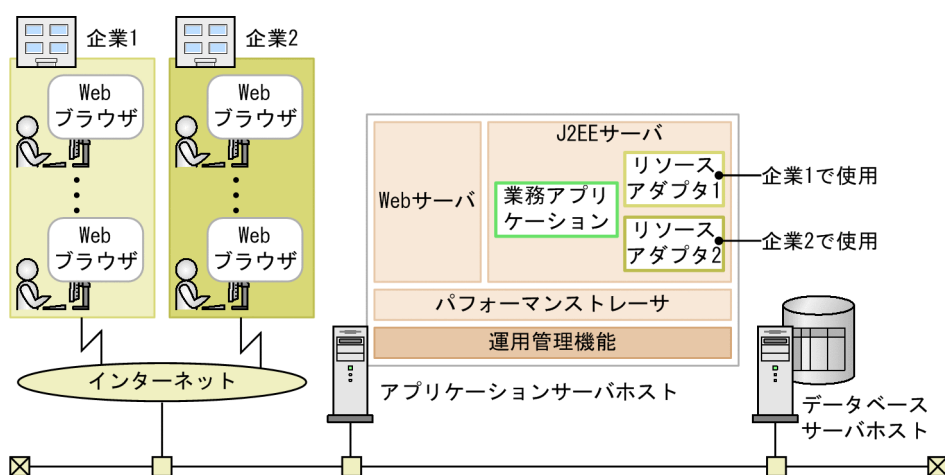 企業1
企業2
Web
ブラウザ
Web
ブラウザ
Web
ブラウザ
Web
ブラウザ
インターネット
J2EEサーバ
Webサーバ
業務アプリ
ケーション
リソース
アダプタ1
リソース
アダプタ2
企業1で使用
企業2で使用
パフォーマンストレーサ
運用管理機能
アプリケーションサーバホスト
データベース
サーバホスト